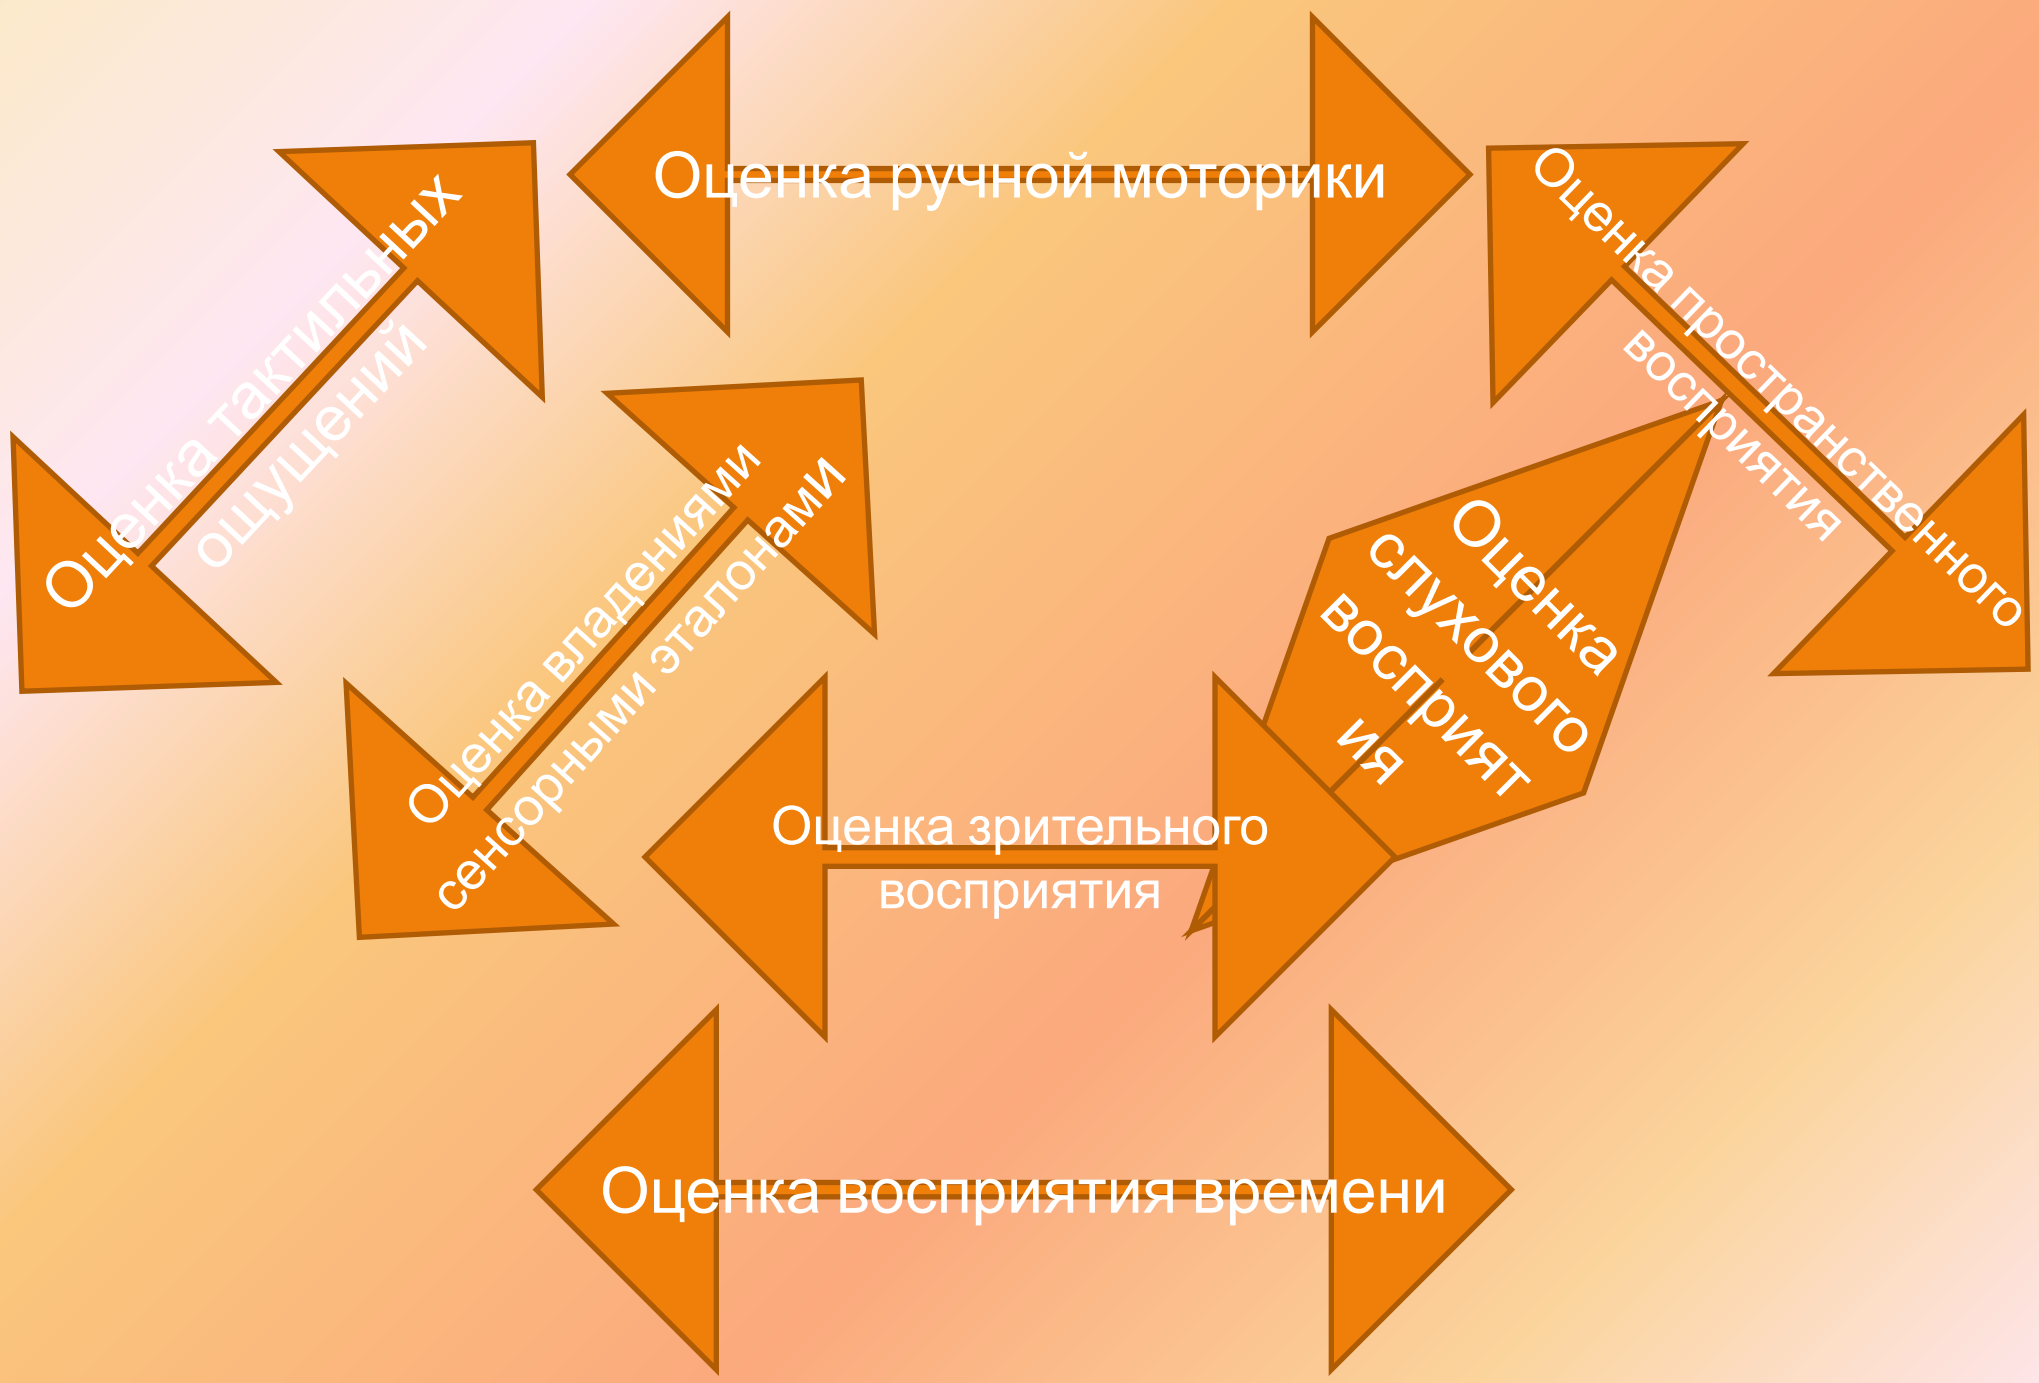 Оценка ручной моторики
Оценка тактильных
ощущений
Оценка пространственного
восприятия
Оценка владениями
сенсорными эталонами
Оценка
слухового
восприят
ия
Оценка зрительного
восприятия
Оценка восприятия времени